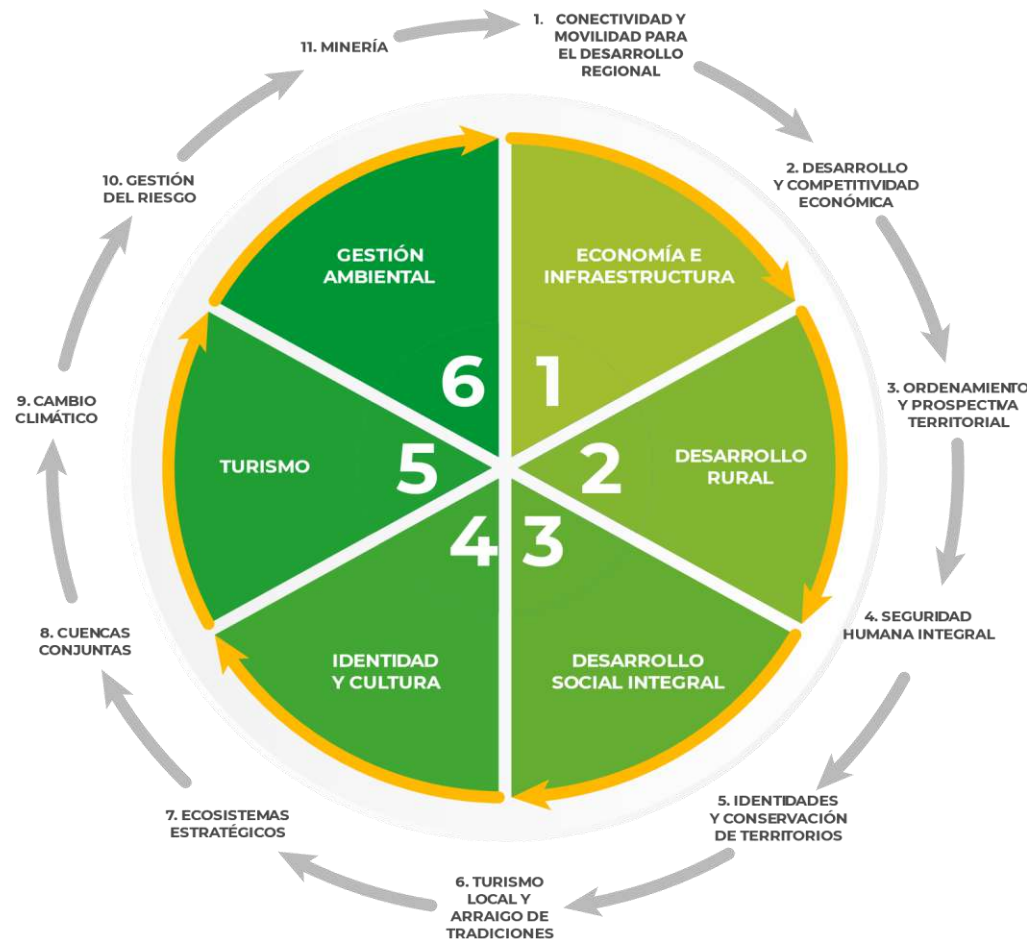 1. CONECTIVIDAD Y
MOVILIDAD PARA
EL DESARROLLO
REGIONAL
2. DESARROLLO
Y COMPETITIVIDAD
ECONÓMICA
3. ORDENAMIENTO
Y PROSPECTIVA
TERRITORIAL
4. SEGURIDAD
HUMANA INTEGRAL
5. IDENTIDADES
Y CONSERVACIÓN
DE TERRITORIOS
6. TURISMO
LOCAL Y
ARRAIGO DE
TRADICIONES
7. ECOSISTEMAS
ESTRATÉGICOS
8. CUENCAS
CONJUNTAS
9. CAMBIO
CLIMÁTICO
10. GESTIÓN
DEL RIESGO
11. MINERÍA
ECONOMÍA E
INFRAESTRUCTURA
1
DESARROLLO
RURAL
2
DESARROLLO
SOCIAL INTEGRAL
3
IDENTIDAD
Y CULTURA
4
TURISMO
5
GESTIÓN
AMBIENTAL
6